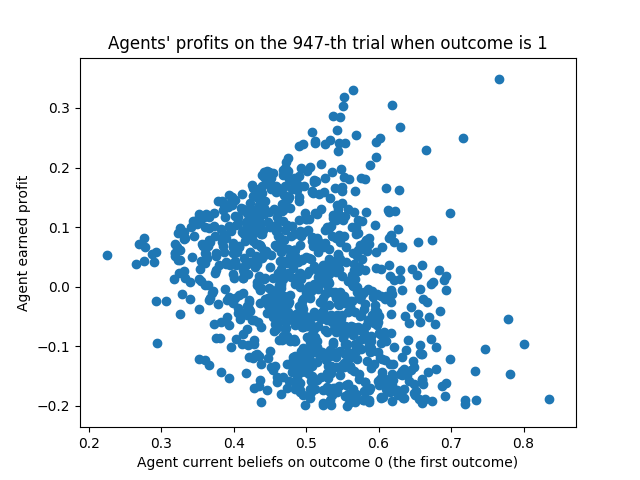 Agents' profits on the 947-th trial when outcome is 1
Agent earned profit
0.3
0.2
0.1
0.0
−0.1
−0.2
0.2 0.3 0.4 0.5 0.6 0.7 0.8
Agent current beliefs on outcome 0 (the first outcome)